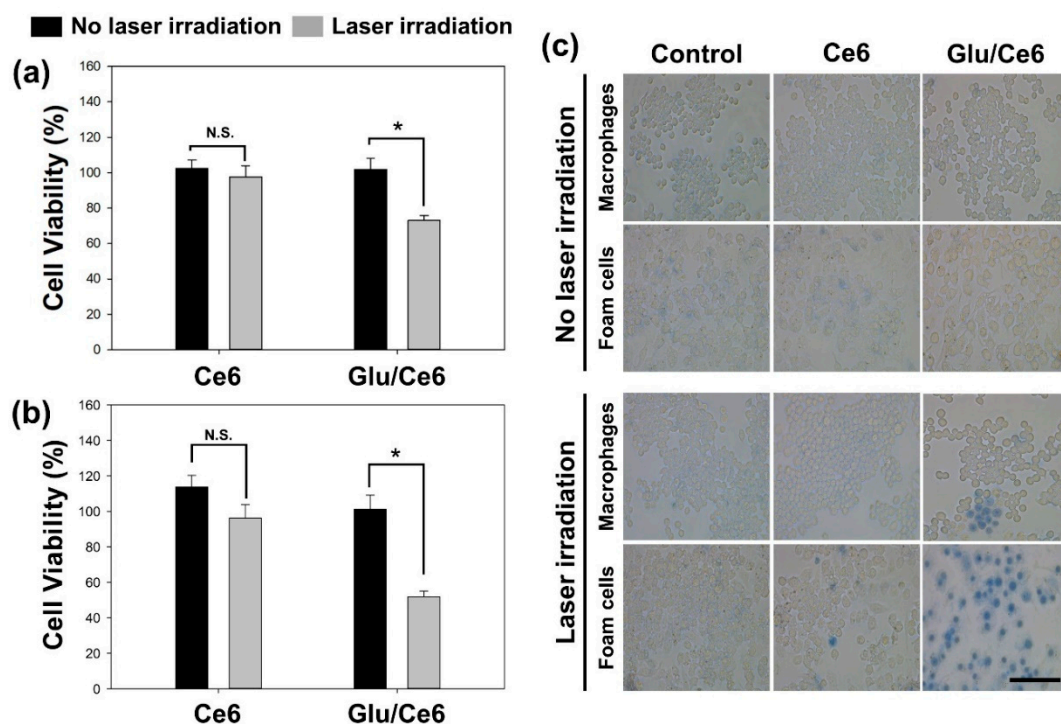 No laser irradiation Laser irradiation
(a)
Cell Viability (%)
160
140
120
100
80
60
40
20
0
N.S.
*
Ce6 Glu/Ce6
(b)
Cell Viability (%)
160
140
120
100
80
60
40
20
0
N.S.
*
Ce6 Glu/Ce6
(c)
Control Ce6 Glu/Ce6
No laser irradiation
Macrophages
Foam cells
Laser irradiation
Macrophages
Foam cells